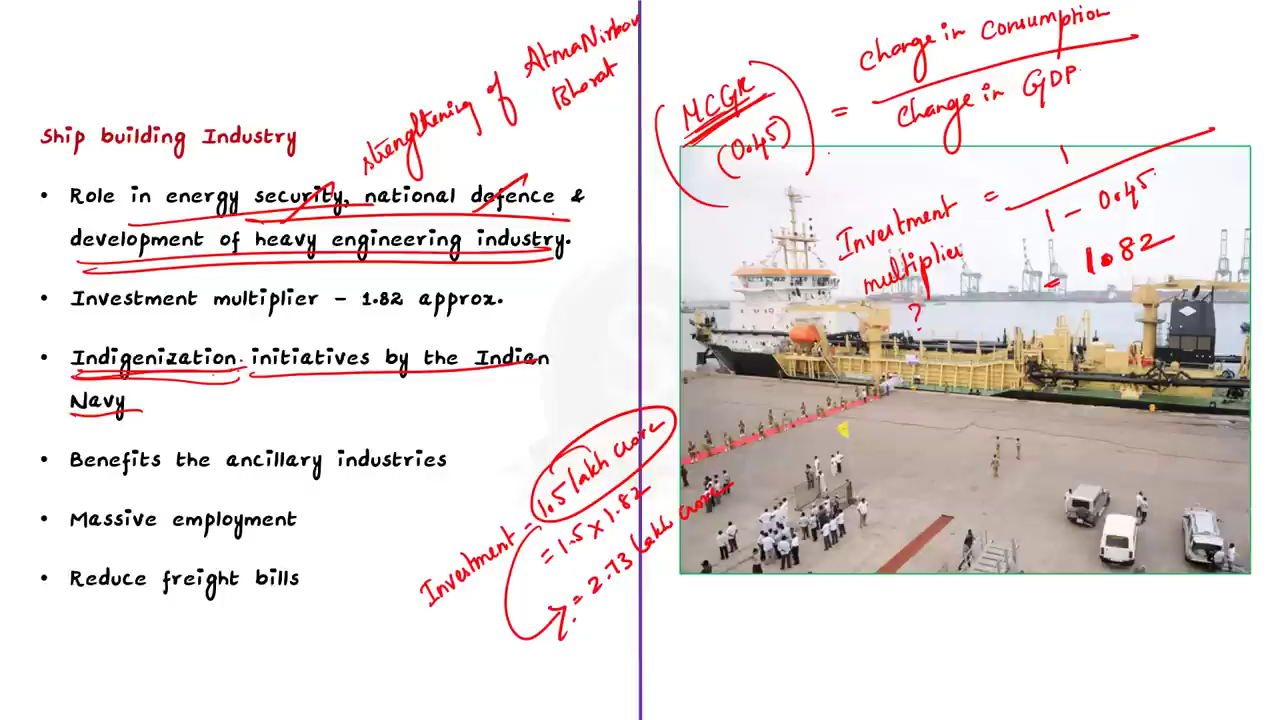 strengthening of AtmaNirbar
Bharat
Ship building Industry
• Role in energy security, national defence &
development of heavy engineering industry.
• Investment multiplier - 1.82 approx.
• Indigenization initiatives by the Indian
Navy
• Benefits the ancillary industries
• Massive employment
• Reduce freight bills
Investment = 1.5 lakh crore
= 1.5 x 1.82
= 2.73 lakh crore
MCGR = Change in Consumption
(0.45) Change in GDP
Investment = 1
multiplier 1 - 0.45
? = 1.82